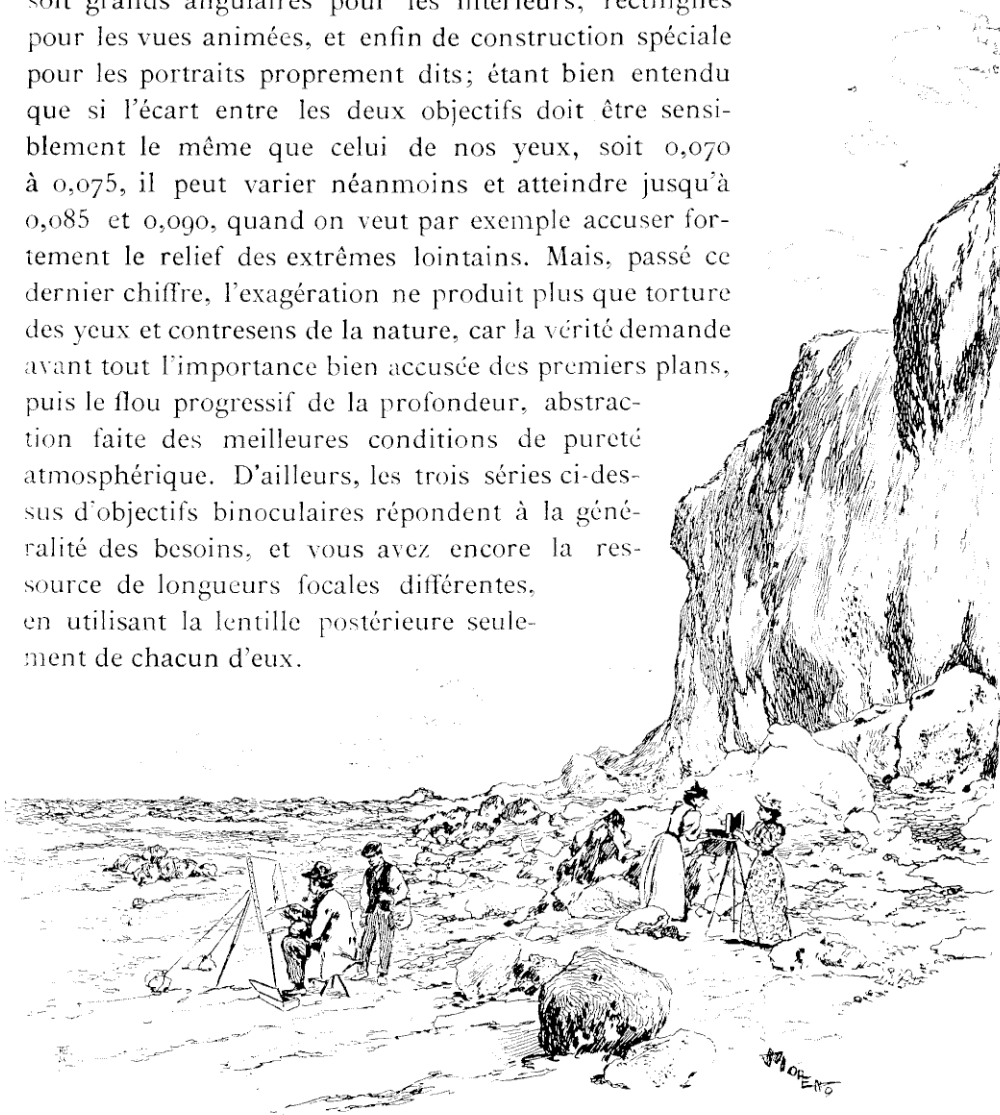 soit grands angulaires pour les intérieurs, rectilignes
pour les vues animées, et enfin de construction spéciale
pour les portraits proprement dits; étant bien entendu
que si l'écart entre les deux objectifs doit être sensi-
blement le même que celui de nos yeux, soit 0,070
à 0,075, il peut varier néanmoins et atteindre jusqu'à
0,085 et 0,090, quand on veut par exemple accuser for-
tement le relief des extrêmes lointains. Mais, passé ce
dernier chiffre, l'exagération ne produit plus que torture
des yeux et contresens de la nature, car la vérité demande
avant tout l'importance bien accusée des premiers plans,
puis le flou progressif de la profondeur, abstrac-
tion faite des meilleures conditions de pureté
atmosphérique. D'ailleurs, les trois séries ci-des-
sus d'objectifs binoculaires répondent à la géné-
ralité des besoins, et vous avez encore la res-
source de longueurs focales différentes,
en utilisant la lentille postérieure seule-
ment de chacun d'eux.
MORENO